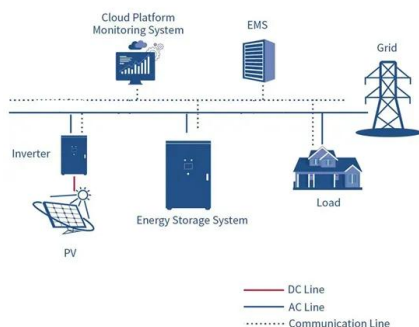 Cloud Platform
Monitoring System
EMS
Grid
Inverter
Energy Storage System
Load
PV
DC Line
AC Line
Communication Line